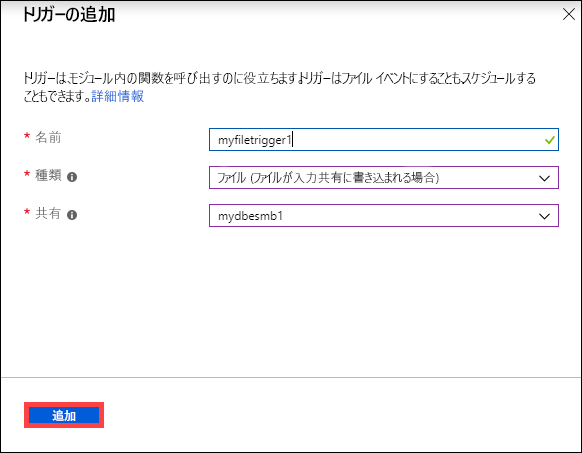 トリガーの追加
トリガーは、モジュール内の関数を呼び出すのに役立ちますトリガーはファイル イベントにすることも、スケジュールする
こともできます。詳細情報
* 名前 myfiletrigger1
* 種類 ファイル (ファイルが入力共有に書き込まれる場合)
* 共有 mydbesmb1
追加